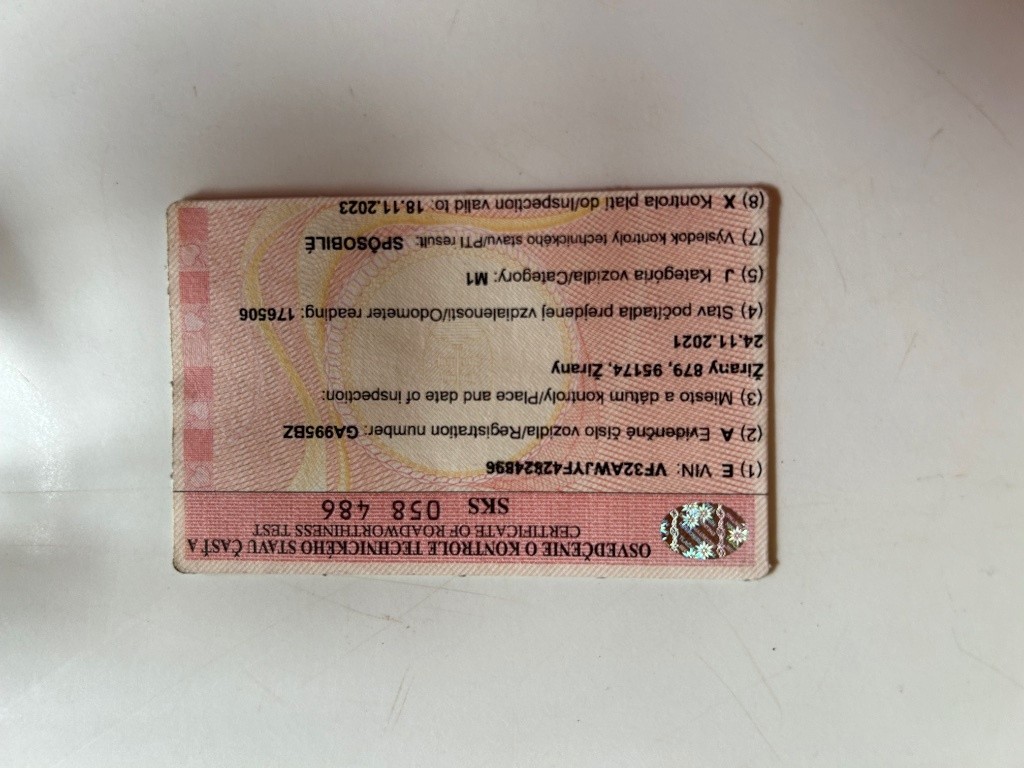 OSVEDČENIE O KONTROLE TECHNICKÉHO STAVU ČASŤ A
CERTIFICATE OF ROADWORTHINESS TEST
SKS 058 486
(1) E VIN: VF32AWJYF42824896
(2) A Evidenčné číslo vozidla/Registration number: GA995BZ
(3) Miesto a dátum kontroly/Place and date of inspection:
Žirany 879, 95174, Žirany
24.11.2021
(4) Stav počítadla prejdenej vzdialenosti/Odometer reading: 176506
(5) J Kategória vozidla/Category: M1
(7) Výsledok kontroly technického stavu/PTI result: SPÔSOBILÉ
(8) X Kontrola platí do/Inspection valid to: 18.11.2023